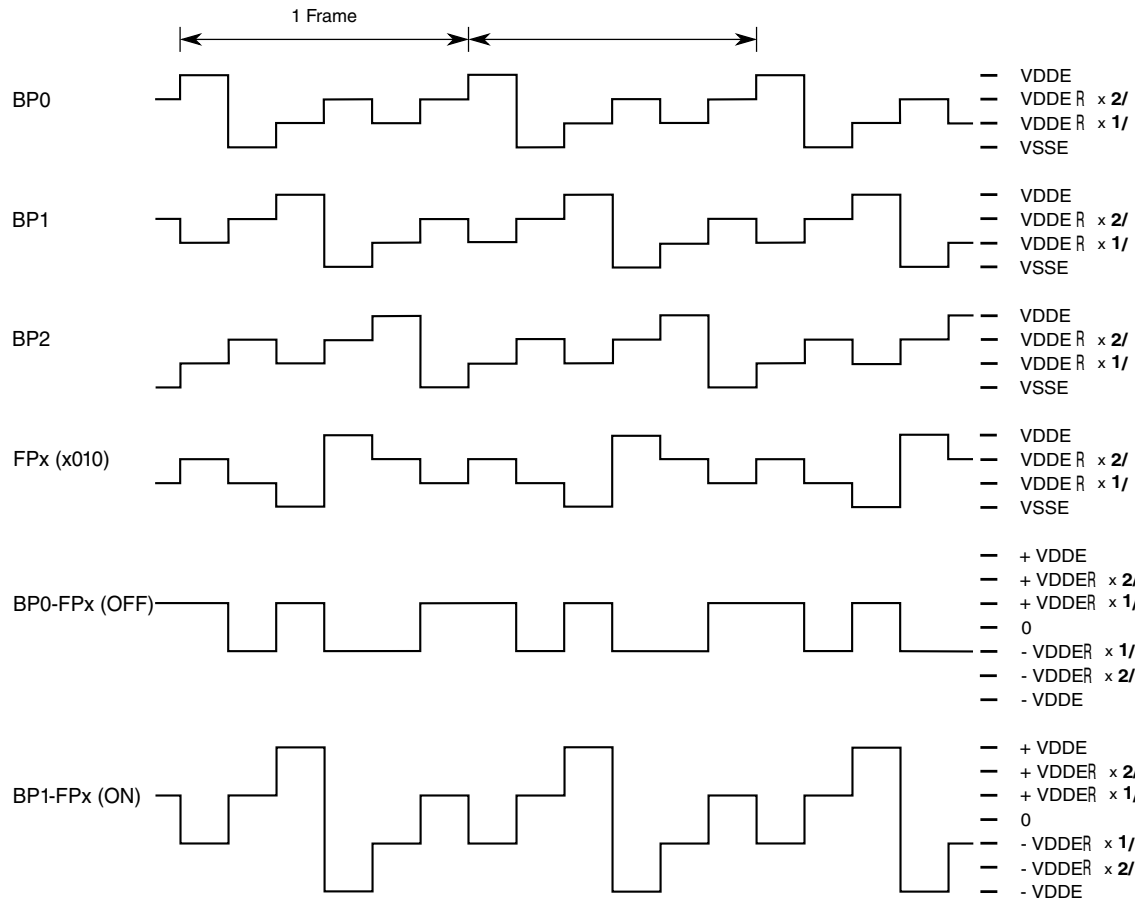 1 Frame
BP0
VDDE
VDDE R x 2/
VDDE R x 1/
VSSE
BP1
VDDE
VDDE R x 2/
VDDE R x 1/
VSSE
BP2
VDDE
VDDE R x 2/
VDDE R x 1/
VSSE
FPx (x010)
VDDE
VDDE R x 2/
VDDE R x 1/
VSSE
BP0-FPx (OFF)
+ VDDE
+ VDDER x 2/
+ VDDER x 1/
0
- VDDER x 1/
- VDDER x 2/
- VDDE
BP1-FPx (ON)
+ VDDE
+ VDDER x 2/
+ VDDER x 1/
0
- VDDER x 1/
- VDDER x 2/
- VDDE